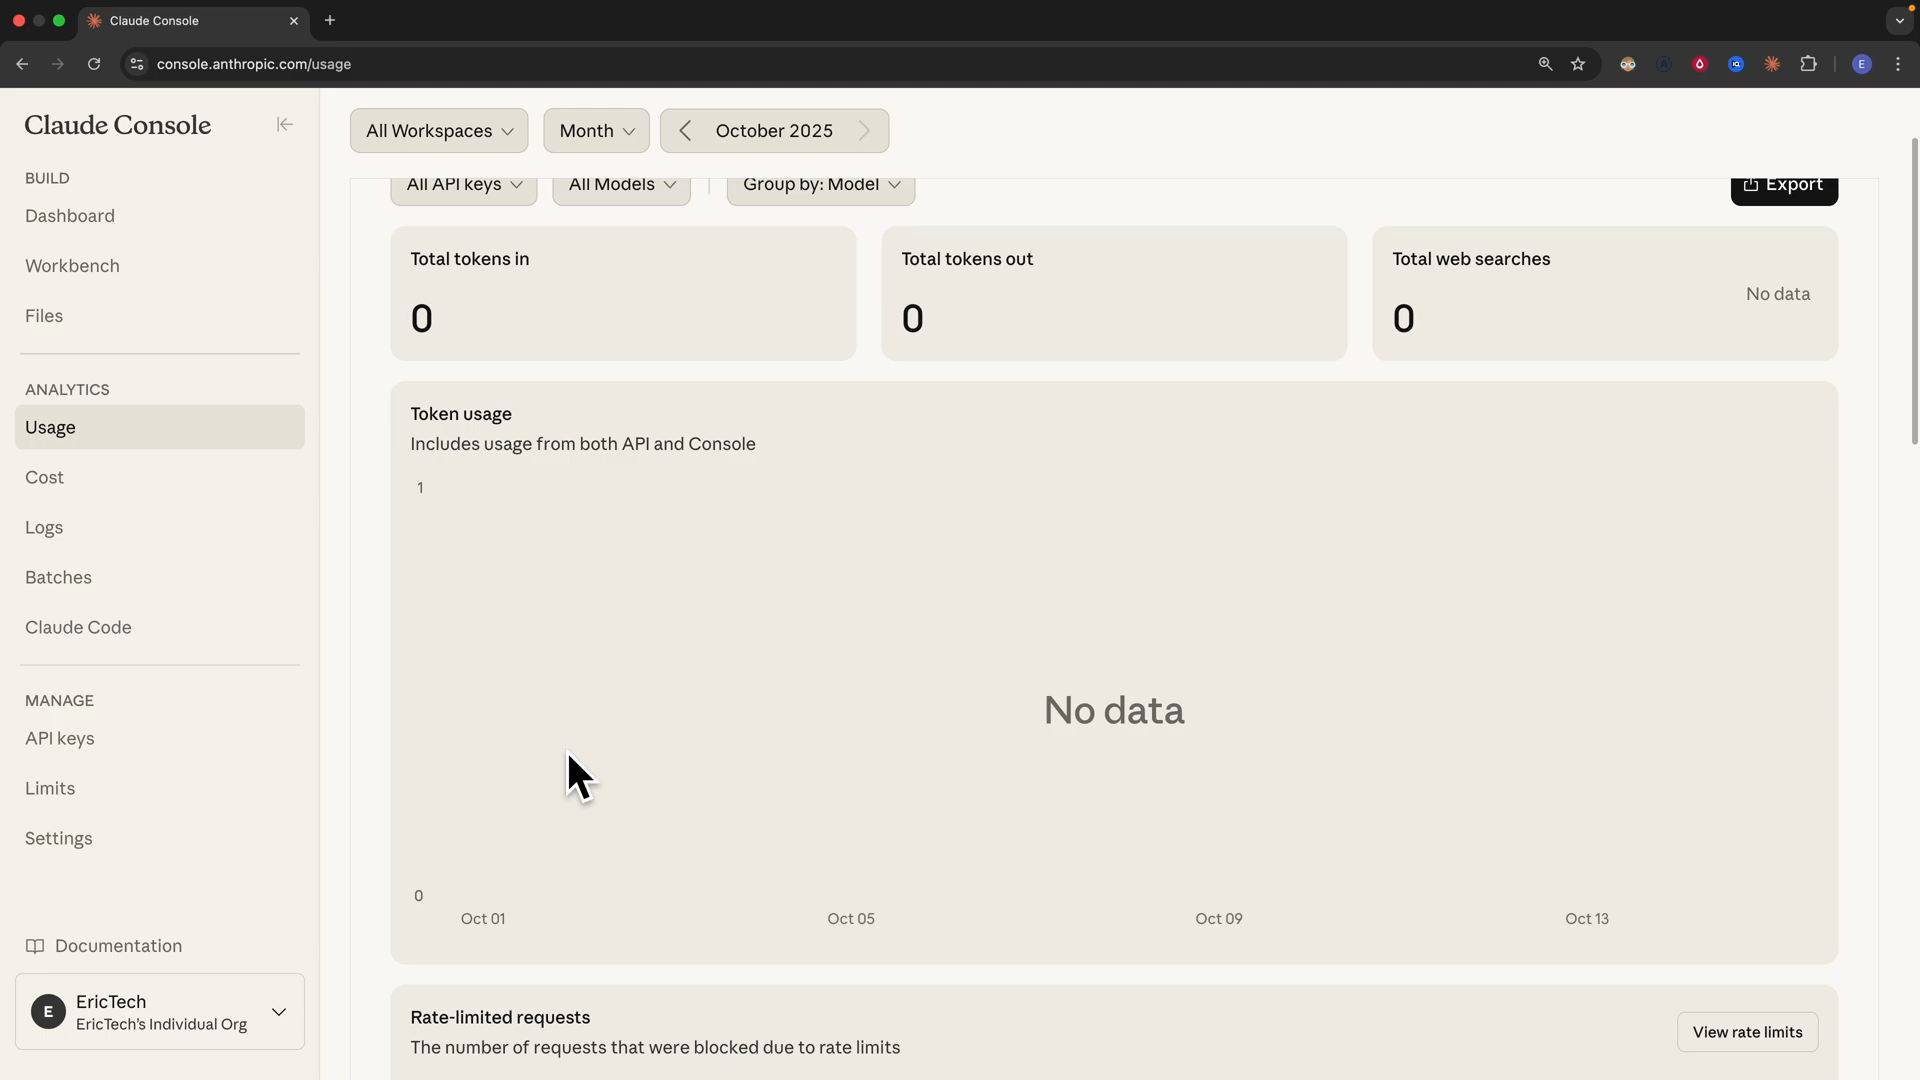 Claude Console
console.anthropic.com/usage
E
Claude Console
BUILD
Dashboard
Workbench
Files
ANALYTICS
Usage
Cost
Logs
Batches
Claude Code
MANAGE
API keys
Limits
Settings
Documentation
E
EricTech
EricTech's Individual Org
All Workspaces
Month
October 2025
All API keys
All Models
Group by: Model
Export
Total tokens in
0
Total tokens out
0
Total web searches
0
No data
Token usage
Includes usage from both API and Console
1
No data
0
Oct 01
Oct 05
Oct 09
Oct 13
Rate-limited requests
The number of requests that were blocked due to rate limits
View rate limits